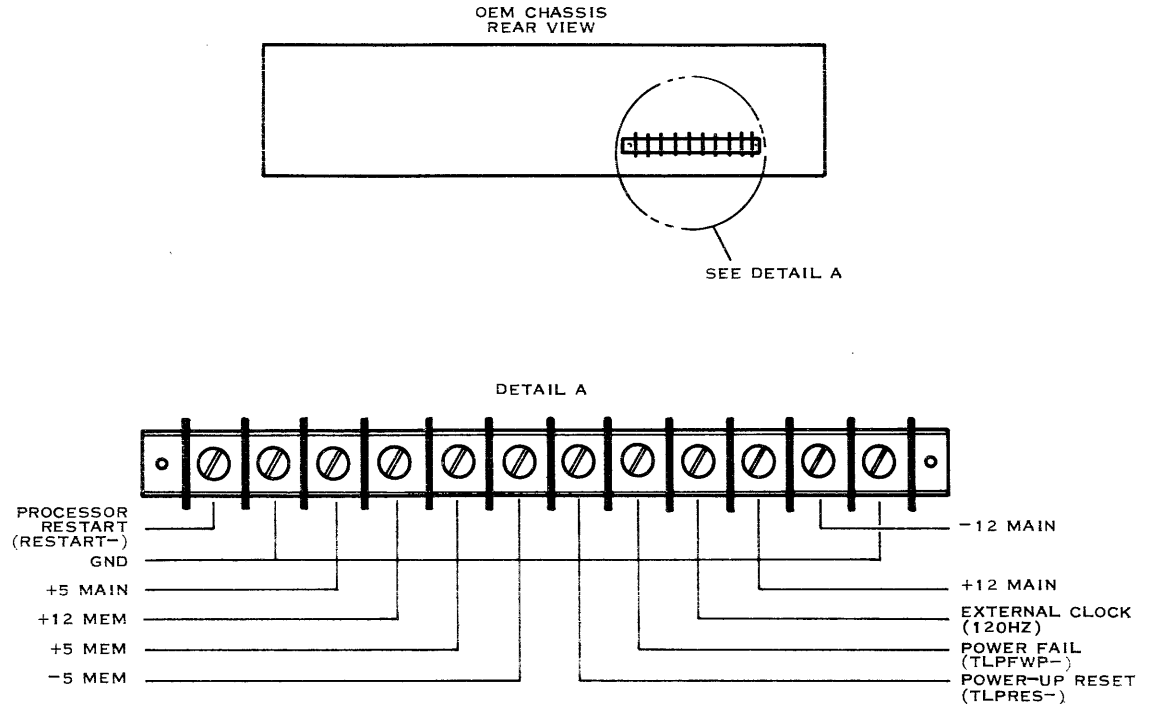 OEM CHASSIS
REAR VIEW
SEE DETAIL A
DETAIL A
PROCESSOR
RESTART
(RESTART-)
GND
+5 MAIN
+12 MEM
+5 MEM
-5 MEM
-12 MAIN
+12 MAIN
EXTERNAL CLOCK
(120HZ)
POWER FAIL
(TLPFWP-)
POWER-UP RESET
(TLPRES-)